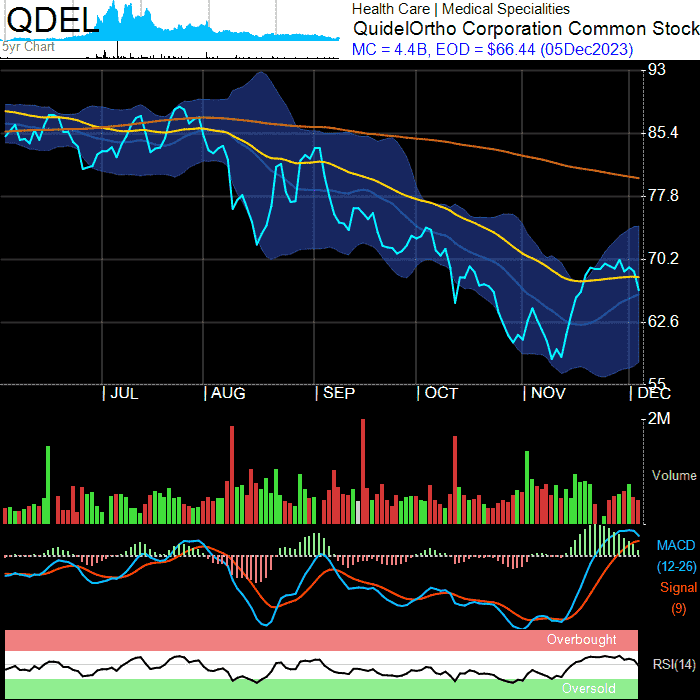 QDEL
5yr Chart
Health Care | Medical Specialities
QuidelOrtho Corporation Common Stock
MC = 4.4B, EOD = $66.44 (05Dec2023)
93
85.4
77.8
70.2
62.6
55
| JUL | AUG | SEP | OCT | NOV | DEC
2M
Volume
MACD
(12-26)
Signal
(9)
Overbought
RSI(14)
Oversold